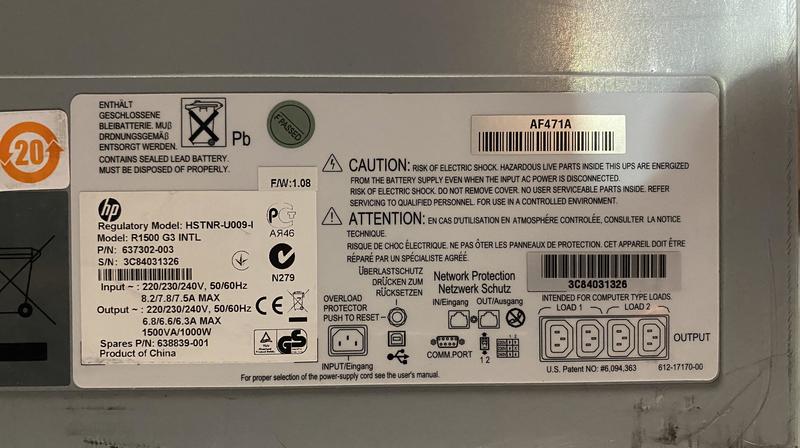 20
ENTHÄLT
GESCHLOSSENE
BLEIBATTERIE. MUß
DRDNUNGSGEMÄß
ENTSORGT WERDEN.
CONTAINS SEALED LEAD BATTERY.
MUST BE DISPOSED OF PROPERLY.
Pb
PASSED
AF471A
F/W:1.08
CAUTION: RISK OF ELECTRIC SHOCK. HAZARDOUS LIVE PARTS INSIDE THIS UPS ARE ENERGIZED
FROM THE BATTERY SUPPLY EVEN WHEN THE INPUT AC POWER IS DISCONNECTED.
RISK OF ELECTRIC SHOCK. DO NOT REMOVE COVER. NO USER SERVICEABLE PARTS INSIDE. REFER
SERVICING TO QUALIFIED PERSONNEL. FOR USE IN A CONTROLLED ENVIRONMENT.
ATTENTION: EN CAS D'UTILISATION EN ATMOSPHÈRE CONTROLÉE, CONSULTER LA NOTICE
TECHNIQUE.
RISQUE DE CHOC ÉLECTRIQUE. NE PAS ÔTER LES PANNEAUX DE PROTECTION. CET APPAREIL DOIT ÊTRE
RÉPARÉ PAR UN SPÉCIALISTE AGRÉÉ.
hp
Regulatory Model: HSTNR-U009-I
Model: R1500 G3 INTL
P/N: 637302-003
S/N: 3C84031326
Input ~ : 220/230/240V, 50/60Hz
8.2/7.8/7.5A MAX
Output ~ : 220/230/240V, 50/60Hz
6.8/6.6/6.3A MAX
1500VA/1000W
Spares P/N: 638839-001
Product of China
АЯ46
N279
CE
GS
ÜBERLASTSCHUTZ
DRÜCKEN ZUM
RÜCKSETZEN
OVERLOAD
PROTECTOR
PUSH TO RESET
INPUT/Eingang
Network Protection
Netzwerk Schutz
IN/Eingang OUT/Ausgang
COMM.PORT
1 2
3C84031326
INTENDED FOR COMPUTER TYPE LOADS.
LOAD 1 LOAD 2
OUTPUT
U.S. Patent NO: #6,094,363 612-17170-00
For proper selection of the power-supply cord see the user's manual.